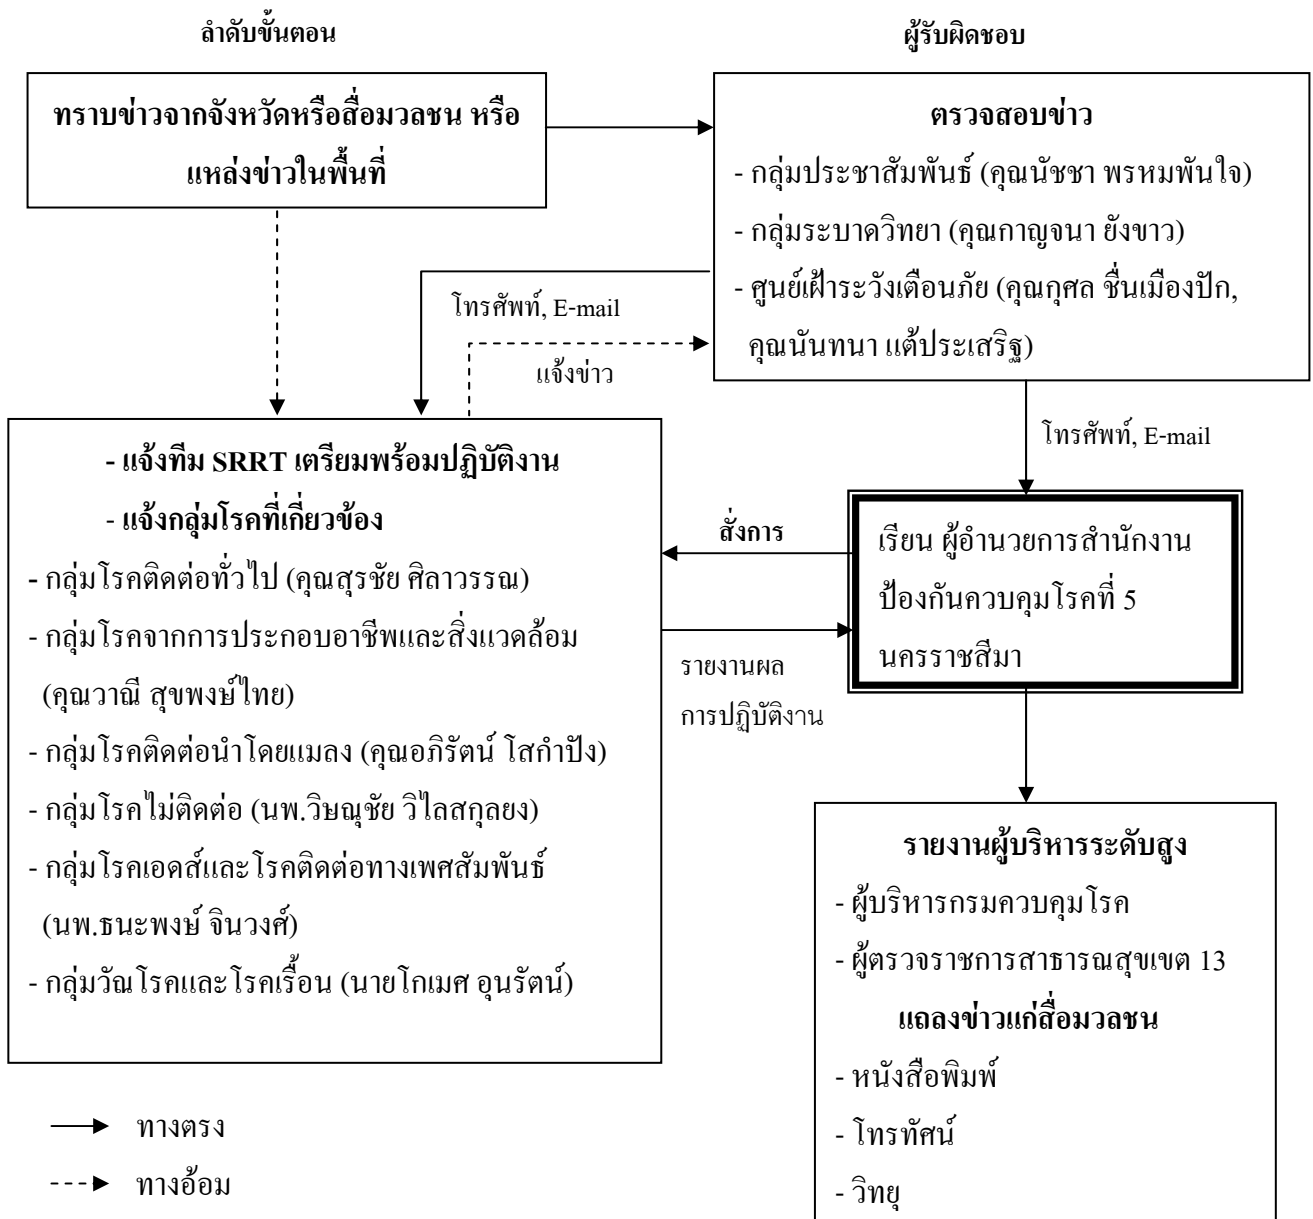 ลำดับขั้นตอน
ผู้รับผิดชอบ
ทราบข่าวจากจังหวัดหรือสื่อมวลชน หรือ
แหล่งข่าวในพื้นที่
ตรวจสอบข่าว
- กลุ่มประชาสัมพันธ์ (คุณนัชชา พรหมพันใจ)
- กลุ่มระบาดวิทยา (คุณกาญจนา ยังขาว)
- ศูนย์เฝ้าระวังเตือนภัย (คุณกุศล ชื่นเมืองปัก,
คุณนันทนา แต้ประเสริฐ)
โทรศัพท์, E-mail
แจ้งข่าว
โทรศัพท์, E-mail
- แจ้งทีม SRRT เตรียมพร้อมปฏิบัติงาน
- แจ้งกลุ่มโรคที่เกี่ยวข้อง
- กลุ่มโรคติดต่อทั่วไป (คุณสุรชัย ศิลาวรรณ)
- กลุ่มโรคจากการประกอบอาชีพและสิ่งแวดล้อม
(คุณวาณี สุขพงษ์ไทย)
- กลุ่มโรคติดต่อนำโดยแมลง (คุณอภิรัตน์ โสกำปัง)
- กลุ่มโรคไม่ติดต่อ (นพ.วิษณุชัย วิไลสกุลยง)
- กลุ่มโรคเอดส์และโรคติดต่อทางเพศสัมพันธ์
(นพ.ธนะพงษ์ จินวงศ์)
- กลุ่มวัณโรคและโรคเรื้อน (นายโกเมศ อุนรัตน์)
สั่งการ
รายงานผล
การปฏิบัติงาน
เรียน ผู้อำนวยการสำนักงาน
ป้องกันควบคุมโรคที่ 5
นครราชสีมา
รายงานผู้บริหารระดับสูง
- ผู้บริหารกรมควบคุมโรค
- ผู้ตรวจราชการสาธารณสุขเขต 13
แถลงข่าวแก่สื่อมวลชน
- หนังสือพิมพ์
- โทรทัศน์
- วิทยุ
ทางตรง
ทางอ้อม